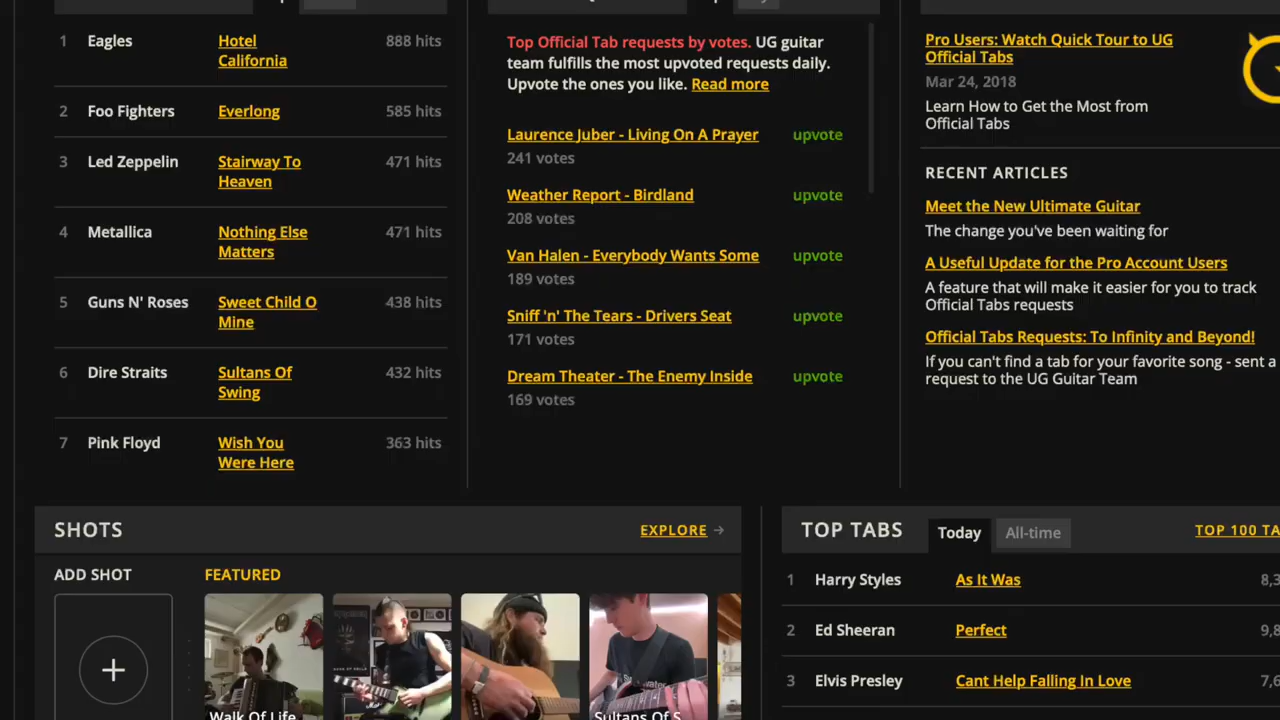 1 Eagles Hotel California 888 hits
2 Foo Fighters Everlong 585 hits
3 Led Zeppelin Stairway To Heaven 471 hits
4 Metallica Nothing Else Matters 471 hits
5 Guns N' Roses Sweet Child O Mine 438 hits
6 Dire Straits Sultans Of Swing 432 hits
7 Pink Floyd Wish You Were Here 363 hits
Top Official Tab requests by votes. UG guitar
team fulfills the most upvoted requests daily.
Upvote the ones you like. Read more
Laurence Juber - Living On A Prayer upvote
241 votes
Weather Report - Birdland upvote
208 votes
Van Halen - Everybody Wants Some upvote
189 votes
Sniff 'n' The Tears - Drivers Seat upvote
171 votes
Dream Theater - The Enemy Inside upvote
169 votes
Pro Users: Watch Quick Tour to UG
Official Tabs
Mar 24, 2018
Learn How to Get the Most from
Official Tabs
RECENT ARTICLES
Meet the New Ultimate Guitar
The change you've been waiting for
A Useful Update for the Pro Account Users
A feature that will make it easier for you to track
Official Tabs requests
Official Tabs Requests: To Infinity and Beyond!
If you can't find a tab for your favorite song - sent a
request to the UG Guitar Team
SHOTS EXPLORE →
ADD SHOT FEATURED
+
Walk Of Life
Sultans Of S
TOP TABS Today All-time TOP 100 TA
1 Harry Styles As It Was 8,3
2 Ed Sheeran Perfect 9,8
3 Elvis Presley Cant Help Falling In Love 7,6